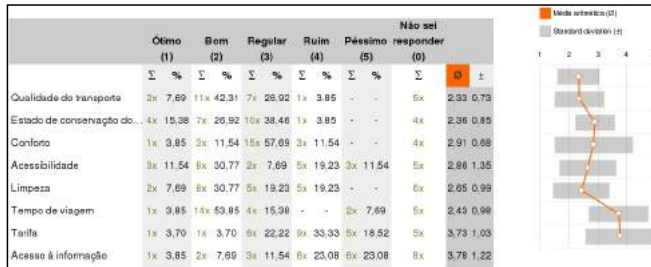 Média aritmética (Ø)
Standard deviation (±)
Ótimo (1) Bom (2) Regular (3) Ruim (4) Péssimo (5) Não sei responder (0)
Σ % Σ % Σ % Σ % Σ % Σ Ø ±
1 2 3 4 5
Qualidade do transporte 2x 7,69 11x 42,31 7x 26,92 1x 3,85 - - 5x 2,33 0,73
Estado de conservação do... 4x 15,38 7x 26,92 10x 38,46 1x 3,85 - - 4x 2,36 0,85
Conforto 1x 3,85 3x 11,54 15x 57,69 3x 11,54 - - 4x 2,91 0,68
Acessibilidade 3x 11,54 8x 30,77 2x 7,69 5x 19,23 3x 11,54 5x 2,86 1,35
Limpeza 2x 7,69 8x 30,77 5x 19,23 5x 19,23 - - 6x 2,65 0,99
Tempo de viagem 1x 3,85 14x 53,85 4x 15,38 - - 2x 7,69 5x 2,43 0,98
Tarifa 1x 3,70 1x 3,70 6x 22,22 9x 33,33 5x 18,52 5x 3,73 1,03
Acesso à informação 1x 3,85 2x 7,69 3x 11,54 6x 23,08 6x 23,08 8x 3,78 1,22